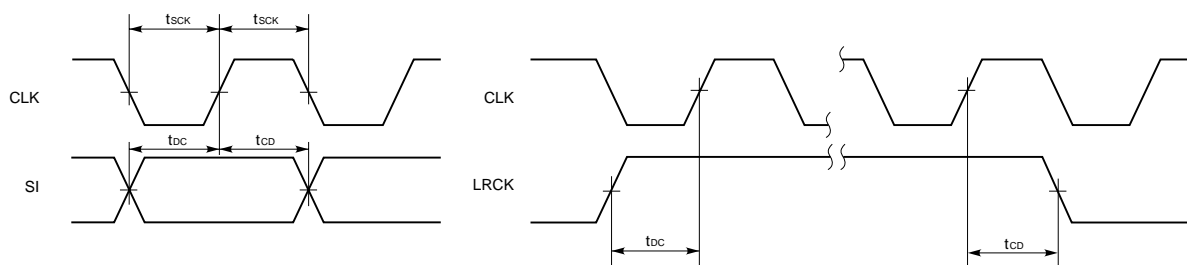 tSCK tSCK
CLK
tDC tCD
SI
CLK
LRCK
tDC
tCD